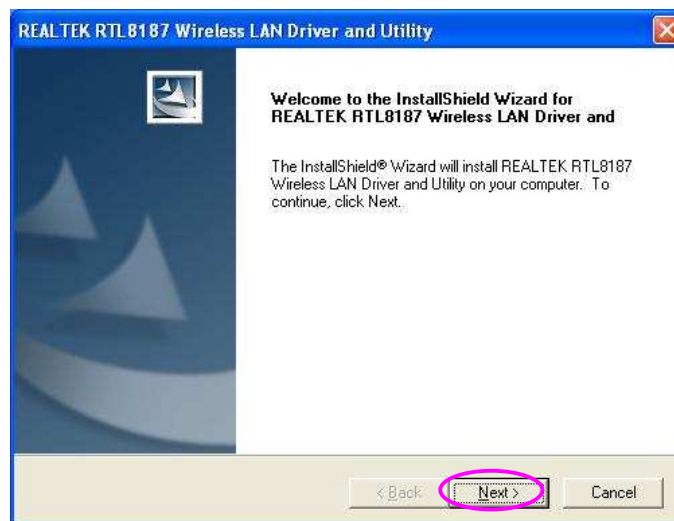 REALTEK RTL8187 Wireless LAN Driver and Utility
Welcome to the InstallShield Wizard for
REALTEK RTL8187 Wireless LAN Driver and
The InstallShield® Wizard will install REALTEK RTL8187
Wireless LAN Driver and Utility on your computer. To
continue, click Next.
< Back Next > Cancel